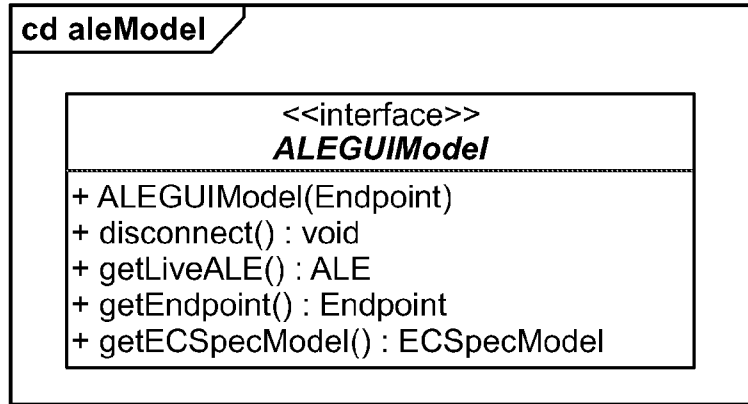 cd aleModel
<<interface>>
ALEGUIModel
+ ALEGUIModel(Endpoint)
+ disconnect() : void
+ getLiveALE() : ALE
+ getEndpoint() : Endpoint
+ getECSpecModel() : ECSpecModel